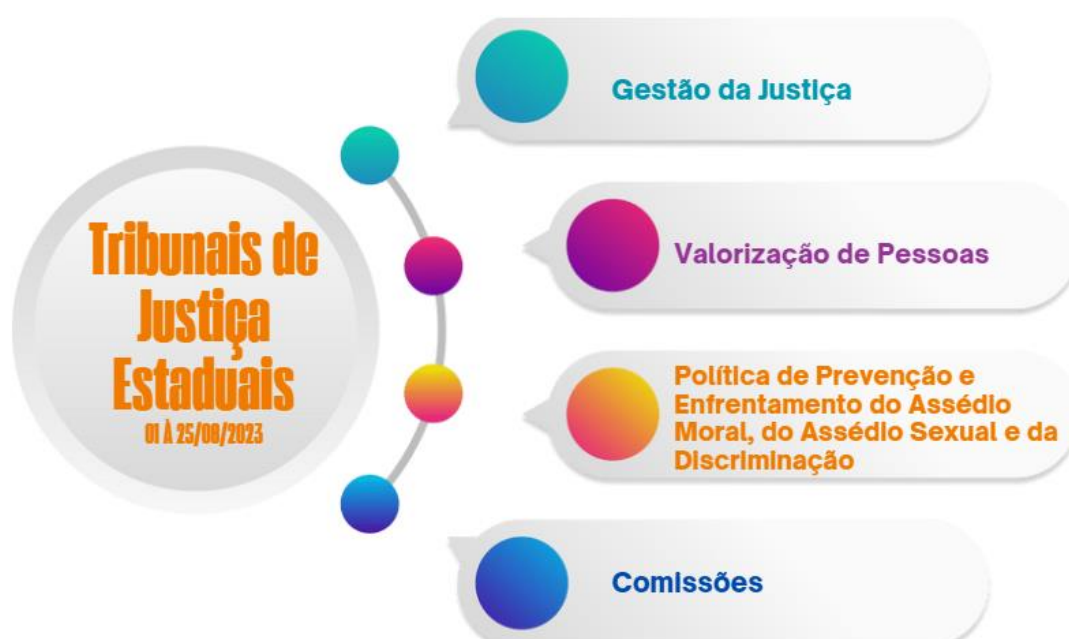 Tribunais de
Justiça
Estaduais
01 À 25/08/2023
Gestão da Justiça
Valorização de Pessoas
Política de Prevenção e
Enfrentamento do Assédio
Moral, do Assédio Sexual e da
Discriminação
Comissões